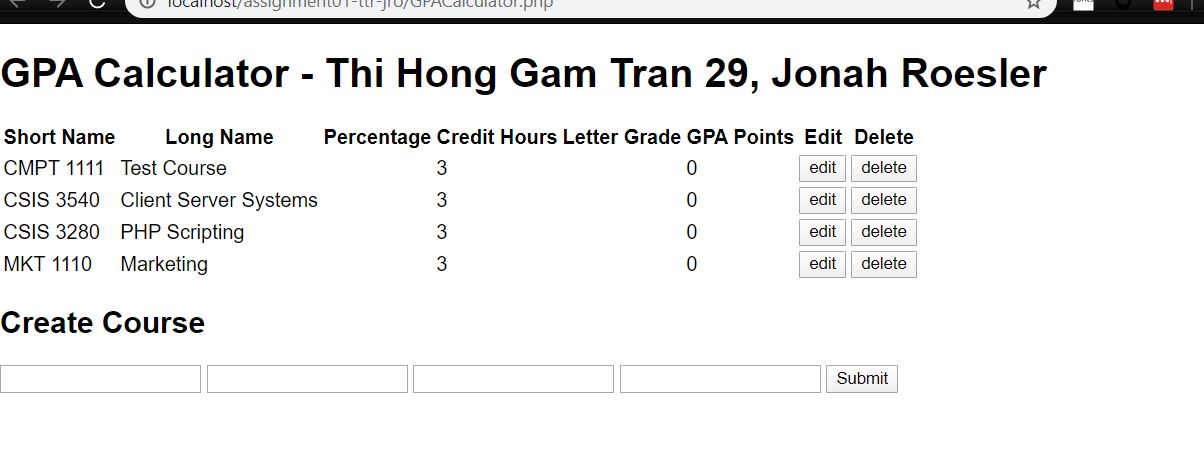 localhost/assignment01-ttr-jro/GPACalculator.php
GPA Calculator - Thi Hong Gam Tran 29, Jonah Roesler
Short Name Long Name Percentage Credit Hours Letter Grade GPA Points Edit Delete
CMPT 1111 Test Course 3 0 edit delete
CSIS 3540 Client Server Systems 3 0 edit delete
CSIS 3280 PHP Scripting 3 0 edit delete
MKT 1110 Marketing 3 0 edit delete
Create Course
Submit